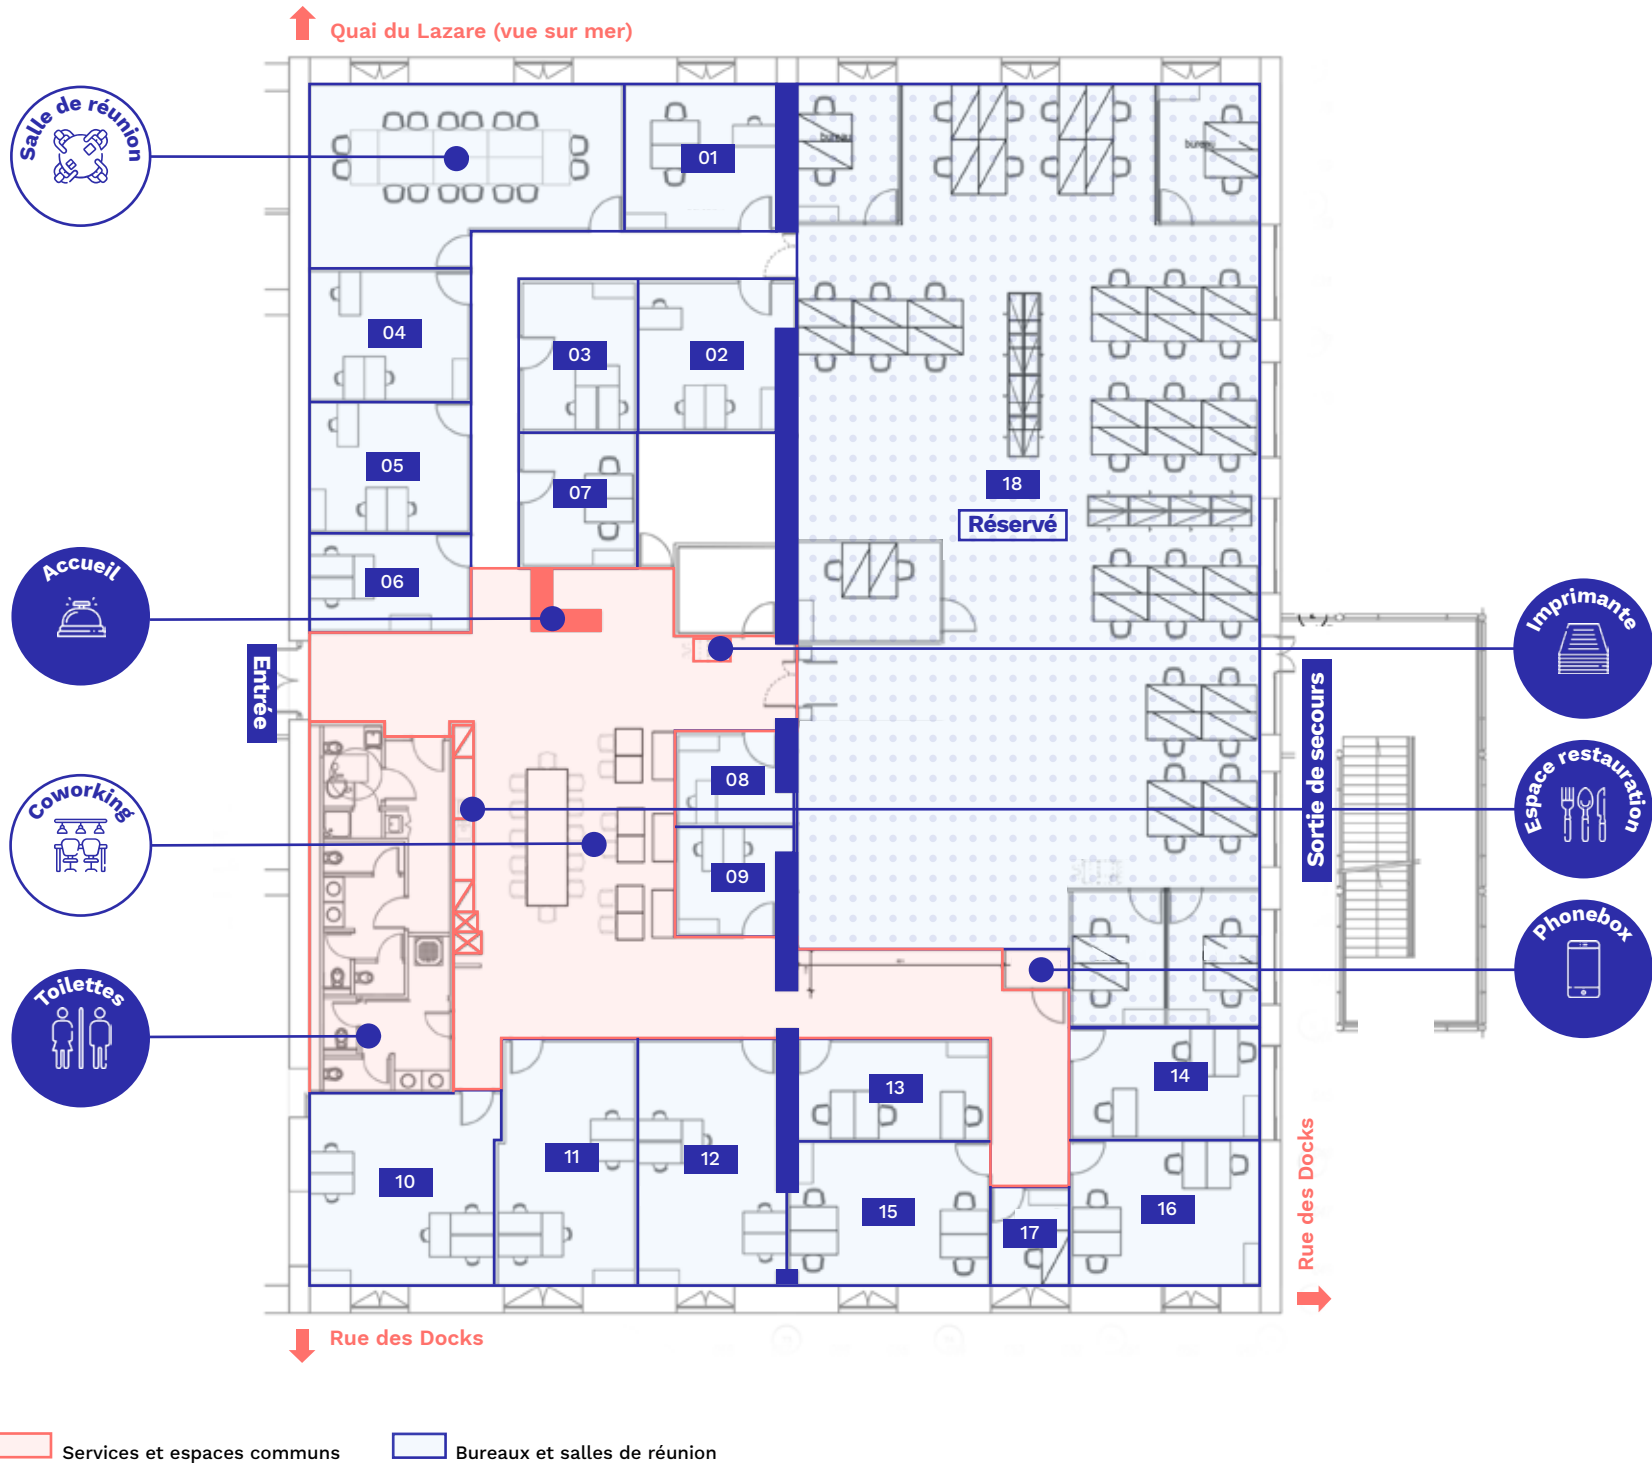 Quai du Lazare (vue sur mer)
Salle de réunion
01
bureau
bureau
04
03
02
05
07
18
Réservé
06
Accueil
Imprimante
Entrée
Sortie de secours
08
Coworking
Espace restauration
09
Phonebox
Toilettes
13
14
10
11
12
15
16
17
Rue des Docks
Rue des Docks
Services et espaces communs
Bureaux et salles de réunion